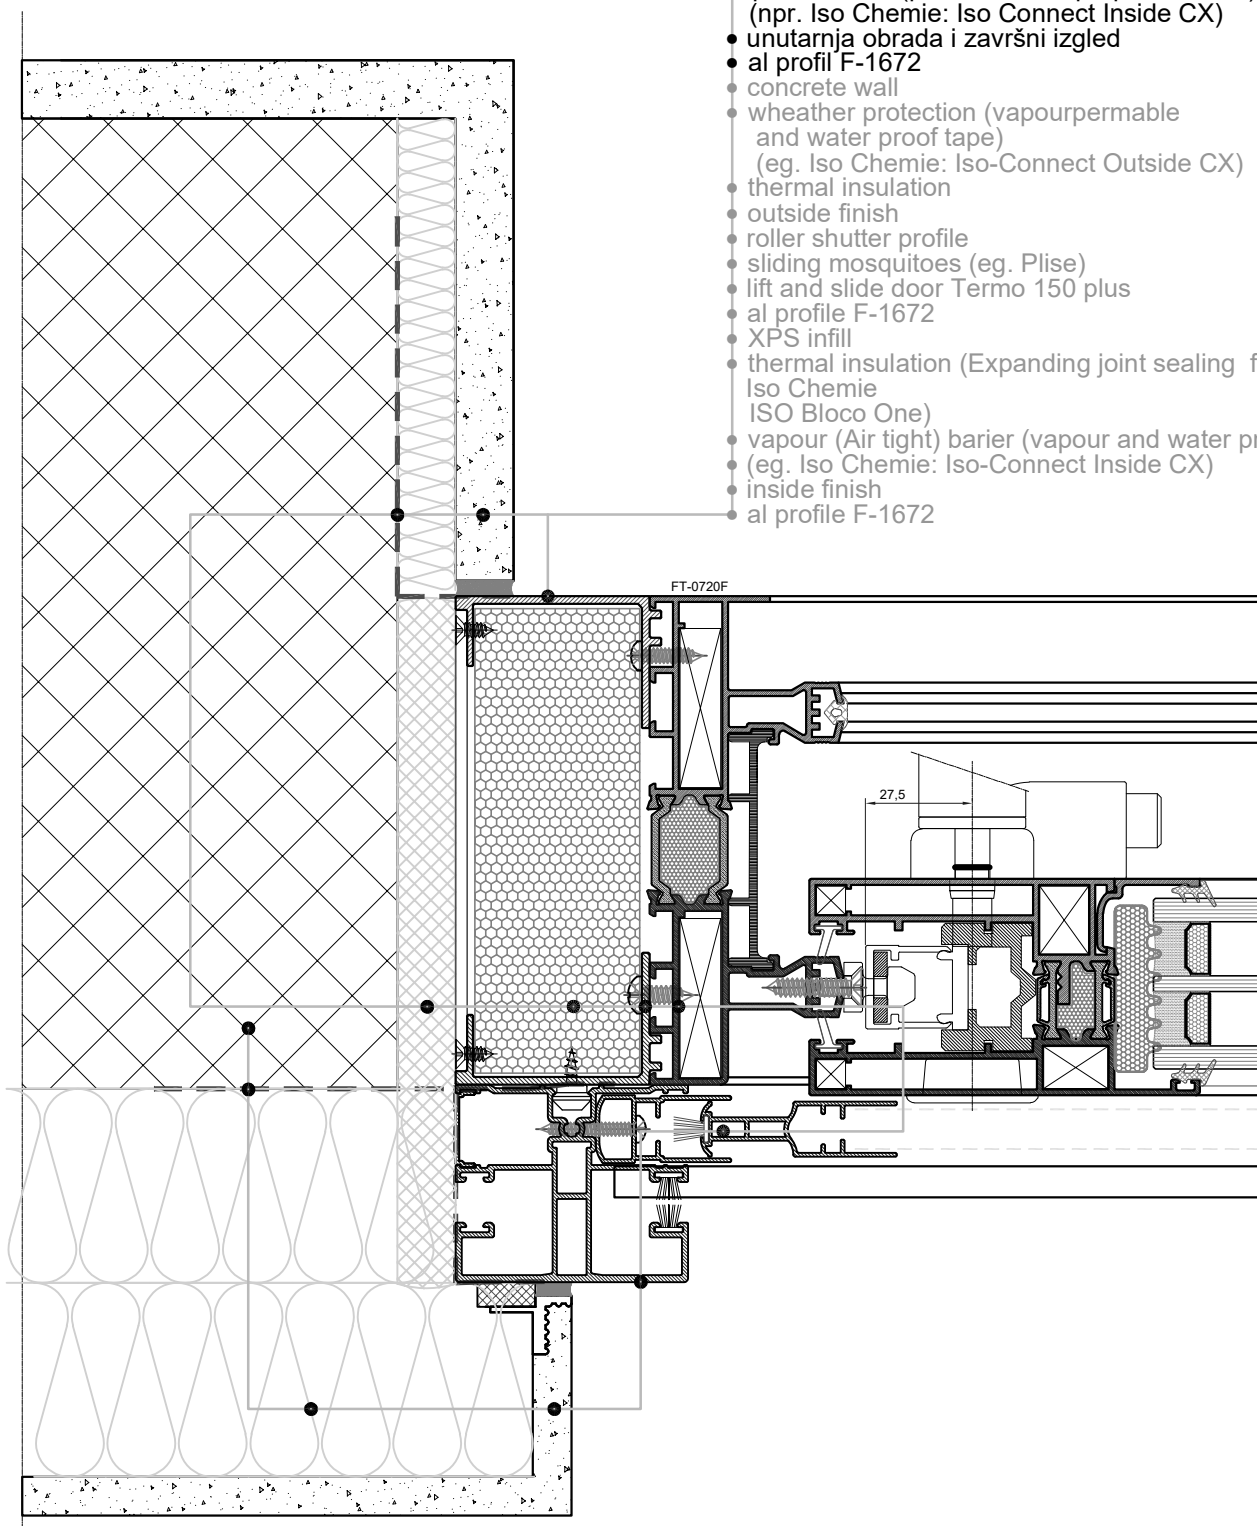 (npr. Iso Chemie: Iso Connect Inside CX)
unutarnja obrada i završni izgled
al profil F-1672
concrete wall
wheather protection (vapourpermable
and water proof tape)
(eg. Iso Chemie: Iso-Connect Outside CX)
thermal insulation
outside finish
roller shutter profile
sliding mosquitoes (eg. Plise)
lift and slide door Termo 150 plus
al profile F-1672
XPS infill
thermal insulation (Expanding joint sealing
Iso Chemie
ISO Bloco One)
vapour (Air tight) barier (vapour and water
(eg. Iso Chemie: Iso-Connect Inside CX)
inside finish
al profile F-1672
FT-0720F
27,5